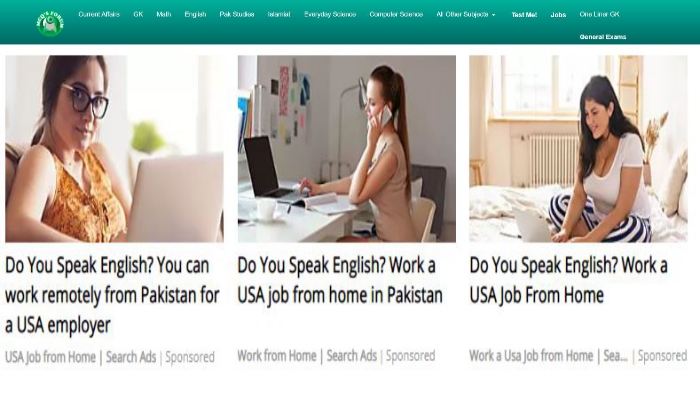 Current Affairs GK Math English Pak Studies Islamiat Everyday Science Computer Science All Other Subjects Test Me! Jobs One Liner GK
General Exams
Do You Speak English? You can
work remotely from Pakistan for
a USA employer
USA Job from Home | Search Ads | Sponsored
Do You Speak English? Work a
USA job from home in Pakistan
Work from Home | Search Ads | Sponsored
Do You Speak English? Work a
USA Job From Home
Work a Usa Job from Home | Sea... | Sponsored